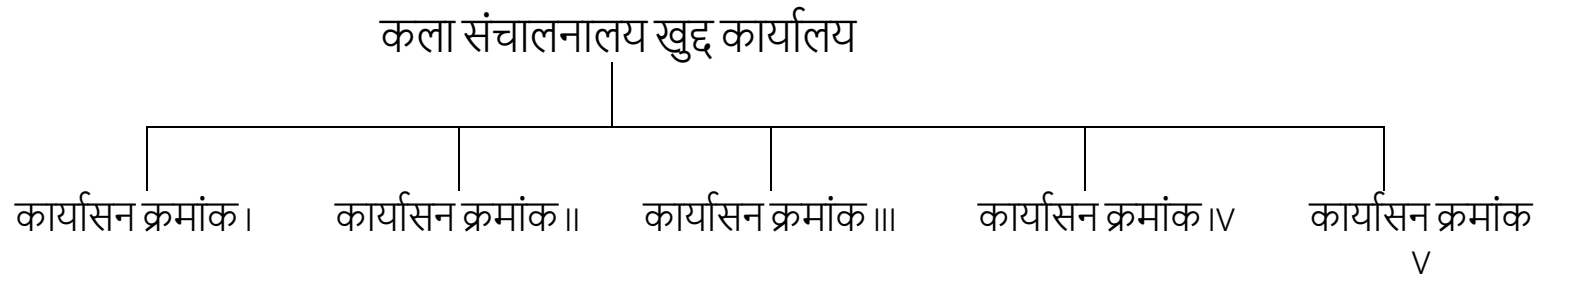 कला संचालनालय खुद्द कार्यालय
कार्यासन क्रमांक I
कार्यासन क्रमांक II
कार्यासन क्रमांक III
कार्यासन क्रमांक IV
कार्यासन क्रमांक
V